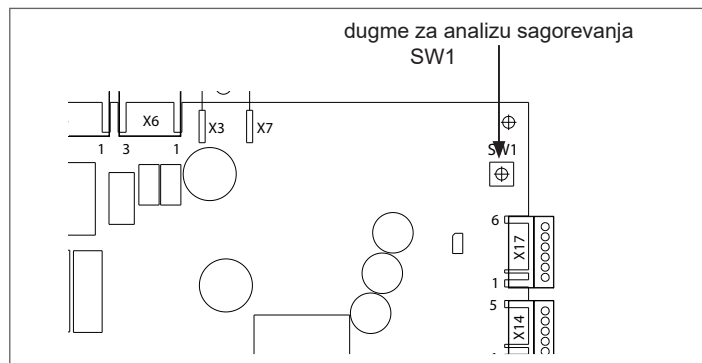 dugme za analizu sagorevanja
SW1
X6
X3
X7
1
3
1
SW1
6
X17
1
5
X14